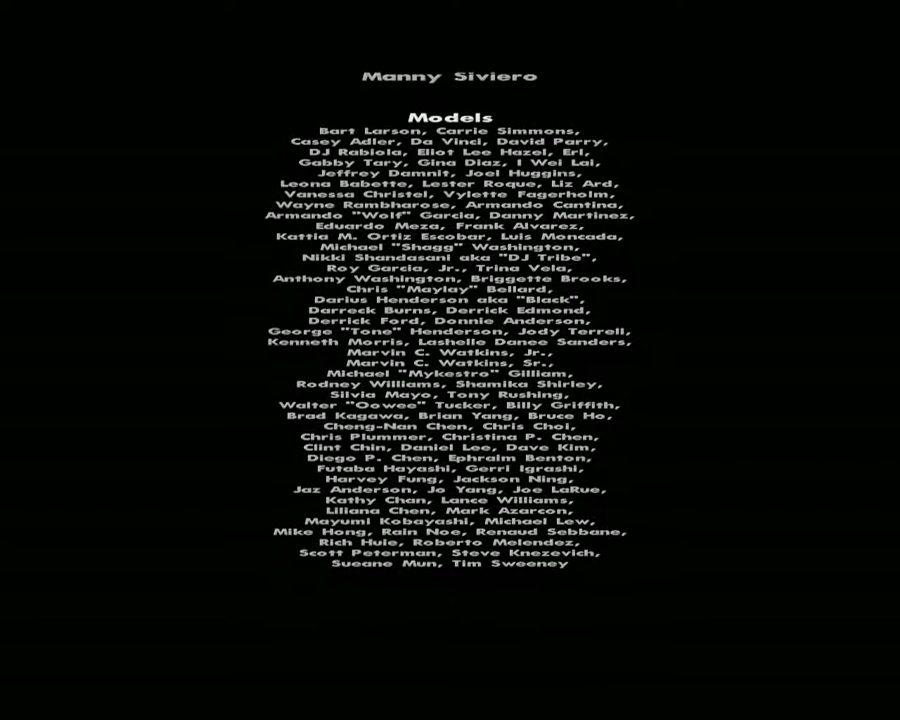 Manny Siviero
Models
Bart Larson, Carrie Simmons,
Casey Adler, Da Vinci, David Parry,
DJ Rabiola, Eliot Lee Hazel, Erl,
Gabby Tary, Gina Diaz, I Wei Lai,
Jeffrey Damnit, Joel Huggins,
Leona Babette, Lester Roque, Liz Ard,
Vanessa Christel, Vylette Fagerholm,
Wayne Rambharose, Armando Cantina,
Armando "Wolf" Garcia, Danny Martinez,
Eduardo Meza, Frank Alvarez,
Kattia M. Ortiz Escobar, Luis Moncada,
Michael "Shagg" Washington,
Nikki Shandasani aka "DJ Tribe",
Roy Garcia, Jr., Trina Vela,
Anthony Washington, Briggette Brooks,
Chris "Maylay" Bellard,
Darius Henderson aka "Black",
Darreck Burns, Derrick Edmond,
Derrick Ford, Donnie Anderson,
George "Tone" Henderson, Jody Terrell,
Kenneth Morris, Lashelle Danee Sanders,
Marvin C. Watkins, Jr.,
Marvin C. Watkins, Sr.,
Michael "Mykestro" Gilliam,
Rodney Williams, Shamika Shirley,
Silvia Mayo, Tony Rushing,
Walter "Oowee" Tucker, Billy Griffith,
Brad Kagawa, Brian Yang, Bruce Ho,
Cheng-Nan Chen, Chris Choi,
Chris Plummer, Christina P. Chen,
Clint Chin, Daniel Lee, Dave Kim,
Diego P. Chen, Ephraim Benton,
Futaba Hayashi, Gerri Igrashi,
Harvey Fung, Jackson Ning,
Jaz Anderson, Jo Yang, Joe LaRue,
Kathy Chan, Lance Williams,
Liliana Chen, Mark Azarcon,
Mayumi Kobayashi, Michael Lew,
Mike Hong, Rain Noe, Renaud Sebbane,
Rich Huie, Roberto Melendez,
Scott Peterman, Steve Knezevich,
Sueane Mun, Tim Sweeney